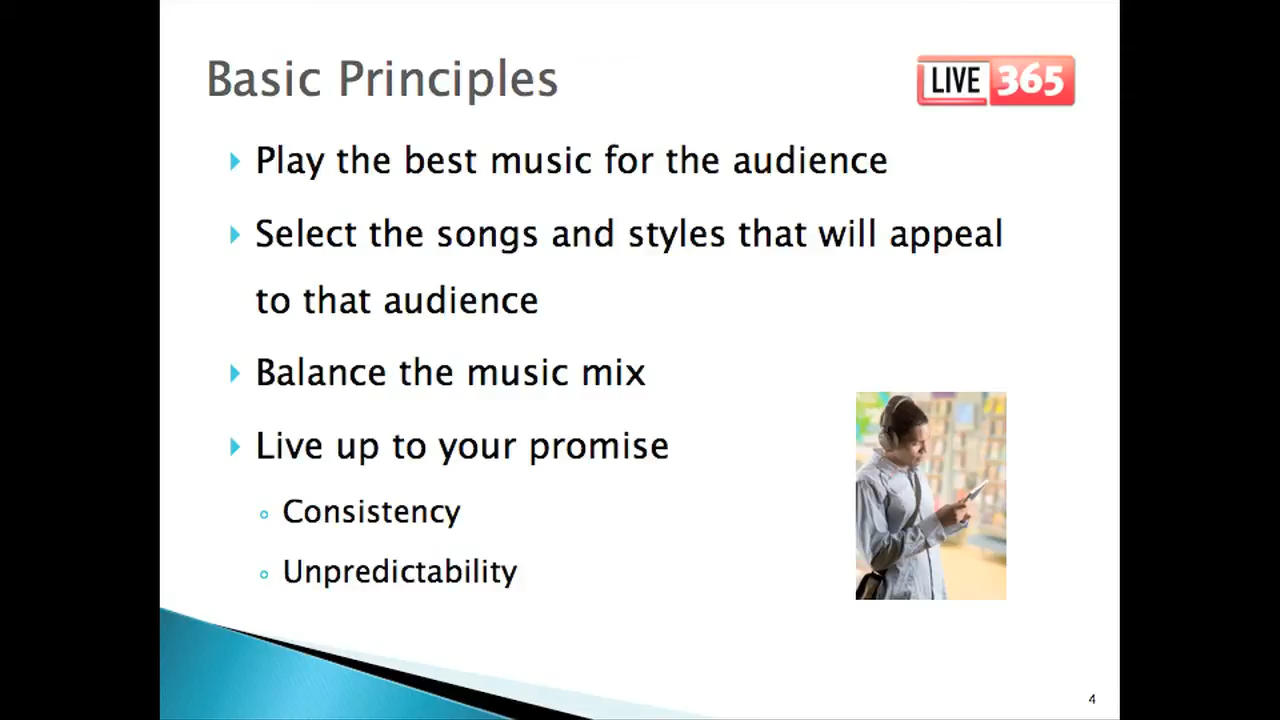 Basic Principles
LIVE 365
Play the best music for the audience
Select the songs and styles that will appeal
to that audience
Balance the music mix
Live up to your promise
Consistency
Unpredictability
4